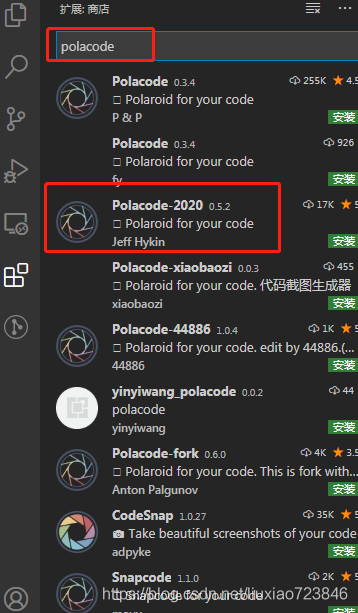 扩展: 商店
polacode
Polacode 0.3.4 255K 4.5
Polaroid for your code
P & P 安装
Polacode 0.3.4 926
Polaroid for your code
fy 安装
Polacode-2020 0.5.2 17K 5
Polaroid for your code
Jeff Hykin 安装
Polacode-xiaobaozi 0.0.3 455
Polaroid for your code. 代码截图生成器
xiaobaozi 安装
Polacode-44886 1.0.4 1K 5
Polaroid for your code. edit by 44886.(...
44886 安装
yinyiwang_polacode 0.0.2 44
polacode
yinyiwang 安装
Polacode-fork 0.6.0 4K 3.5
Polaroid for your code. This is fork with...
Anton Palgunov 安装
CodeSnap 1.0.27 35K 5
Take beautiful screenshots of your code
adpyke 安装
Snapcode 1.1.0 2K 5
Snapcode for your code
https://blog.csdn.net/liuxiao723846
安装